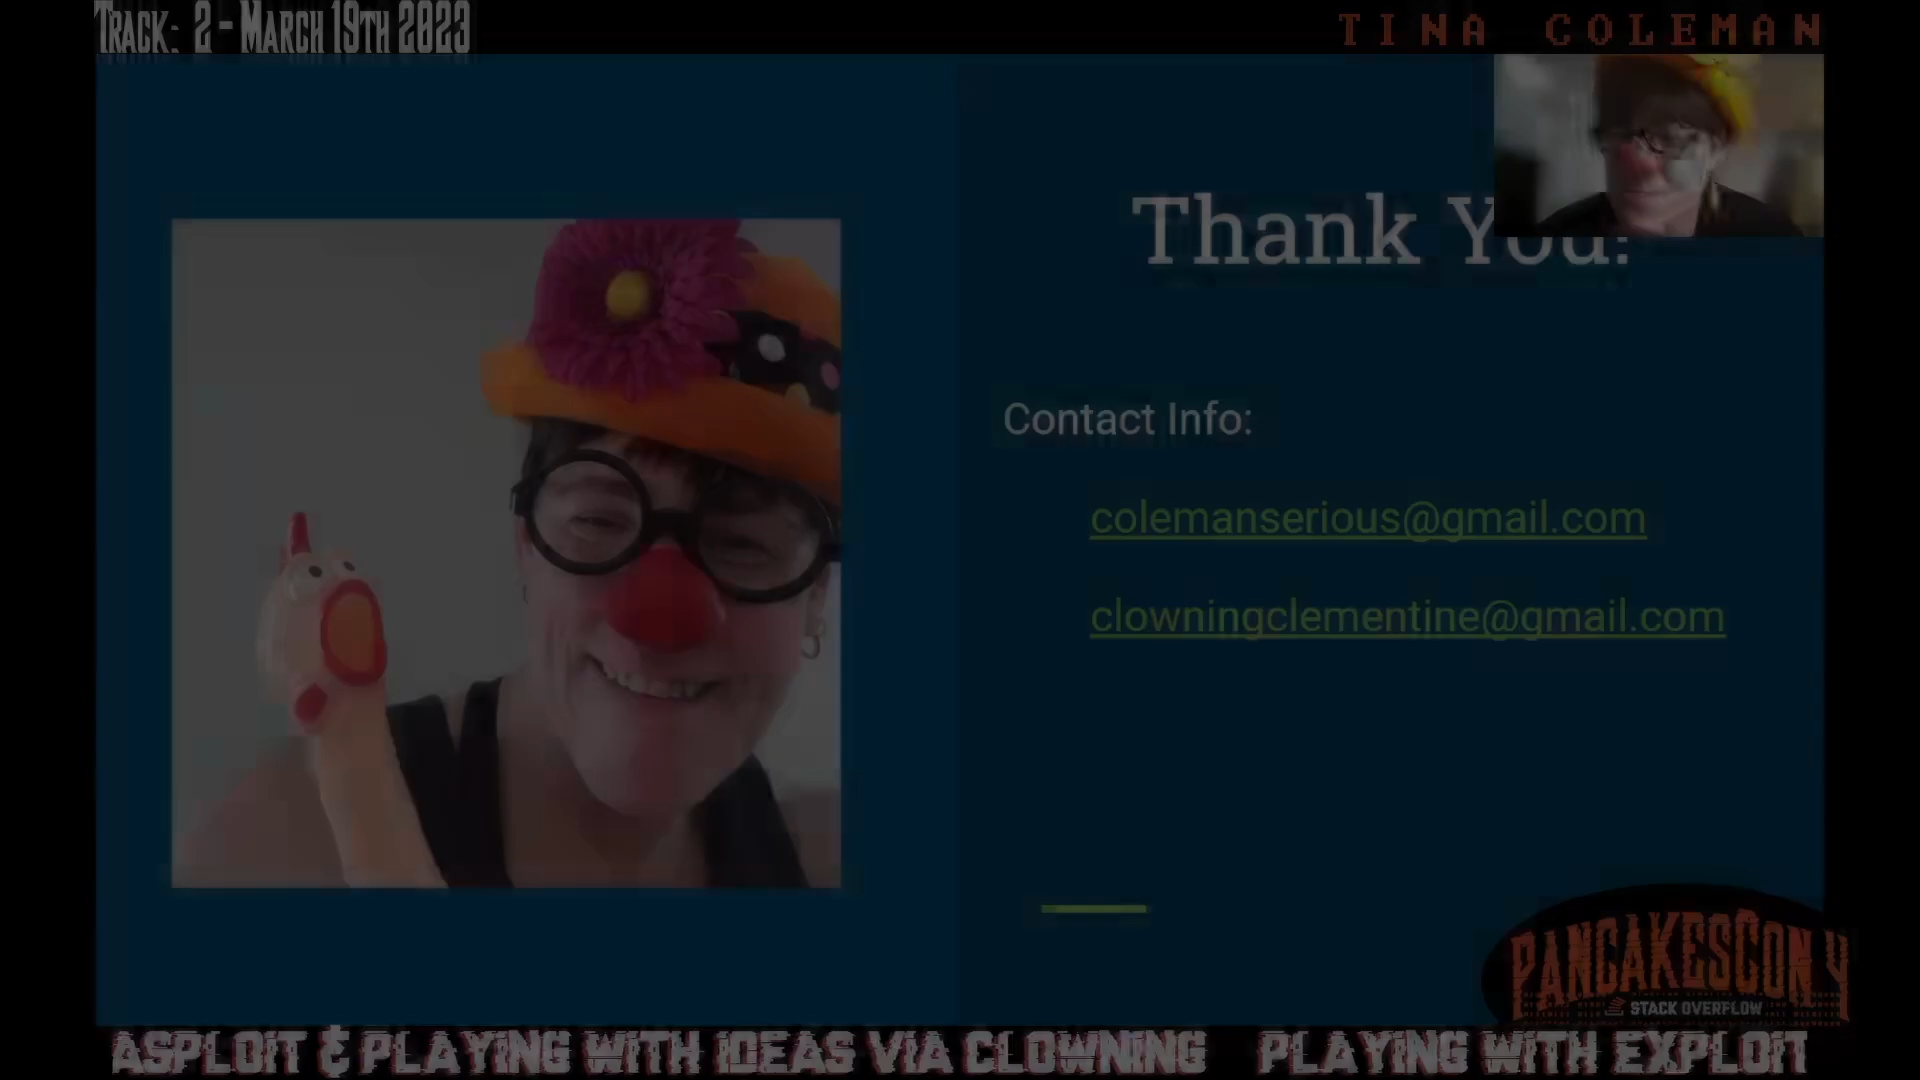 TRACK: 2 - MARCH 19TH 2023
TINA COLEMAN
Thank You!
Contact Info:
colemanserious@gmail.com
clowningclementine@gmail.com
PANCAKESCON 4
STACK OVERFLOW
ASPLOIT & PLAYING WITH IDEAS VIA CLOWNING PLAYING WITH EXPLOIT